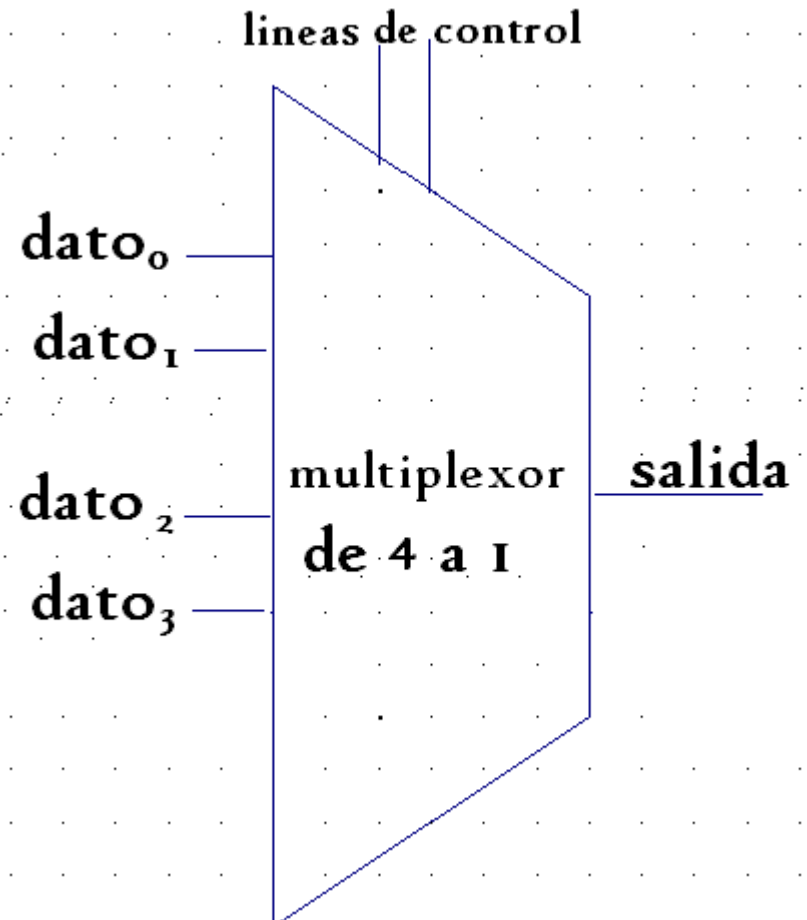 lineas de control
dato₀
dato₁
dato₂
dato₃
multiplexor
de 4 a 1
salida